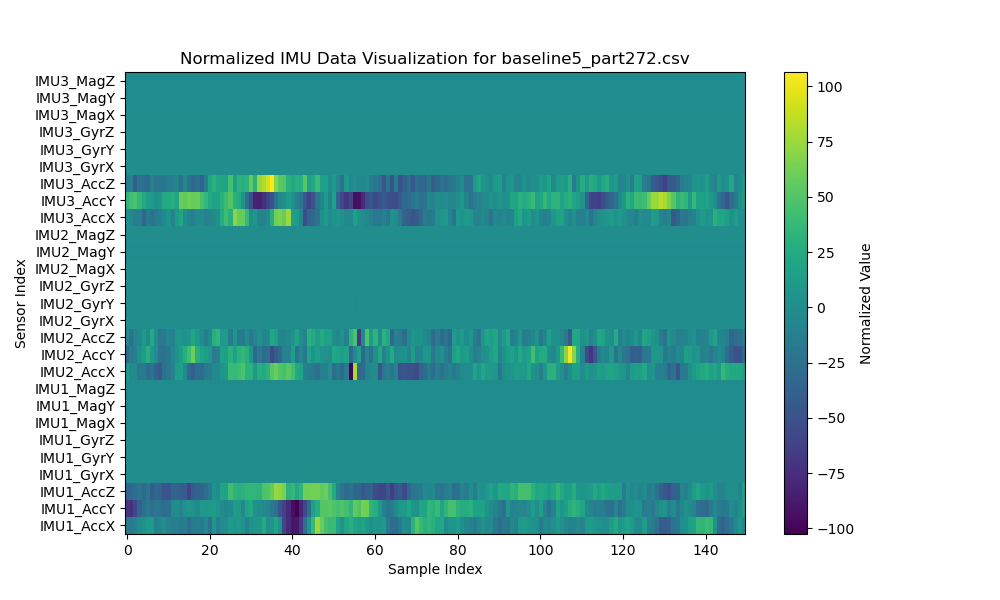 Normalized IMU Data Visualization for baseline5_part272.csv
IMU3_MagZ
IMU3_MagY
IMU3_MagX
IMU3_GyrZ
IMU3_GyrY
IMU3_GyrX
IMU3_AccZ
IMU3_AccY
IMU3_AccX
IMU2_MagZ
IMU2_MagY
IMU2_MagX
IMU2_GyrZ
IMU2_GyrY
IMU2_GyrX
IMU2_AccZ
IMU2_AccY
IMU2_AccX
IMU1_MagZ
IMU1_MagY
IMU1_MagX
IMU1_GyrZ
IMU1_GyrY
IMU1_GyrX
IMU1_AccZ
IMU1_AccY
IMU1_AccX
Sensor Index
0 20 40 60 80 100 120 140
Sample Index
100
75
50
25
0
−25
−50
−75
−100
Normalized Value